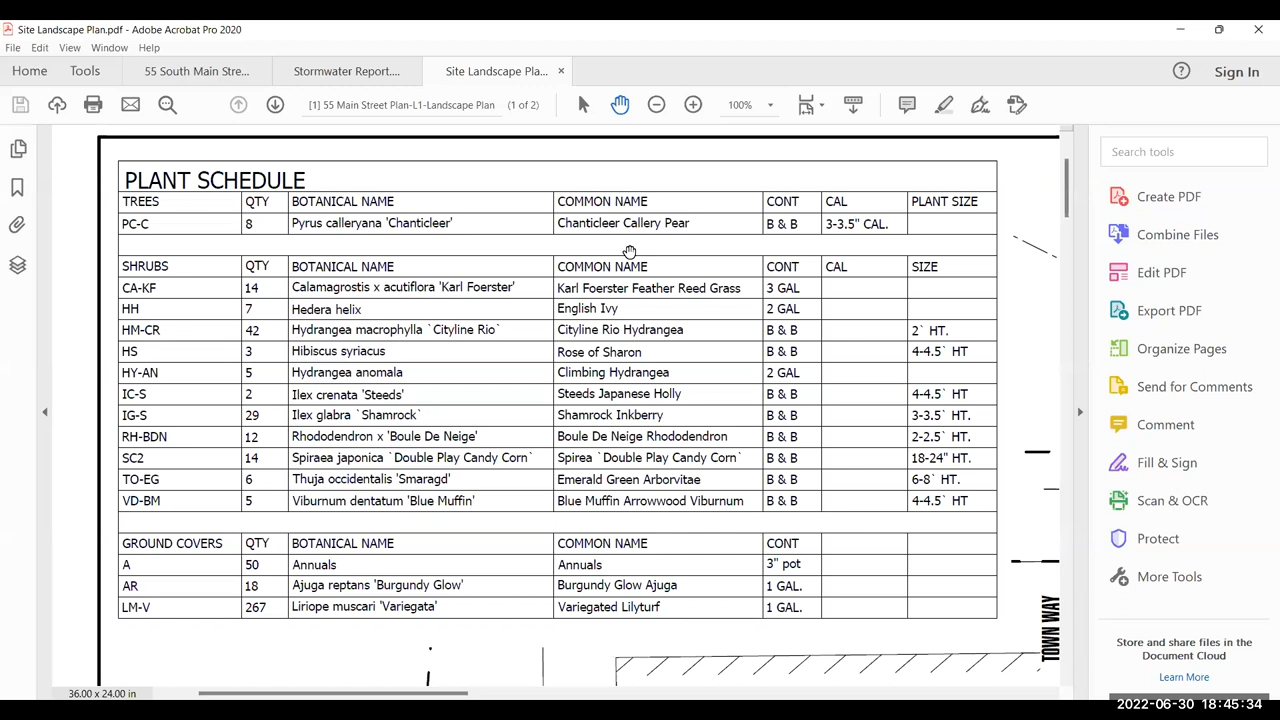 Site Landscape Plan.pdf - Adobe Acrobat Pro 2020
File Edit View Window Help
Home Tools 55 South Main Stre... Stormwater Report.... Site Landscape Pla... × Sign In
[1] 55 Main Street Plan-L1-Landscape Plan (1 of 2) 100%
PLANT SCHEDULE
TREES QTY BOTANICAL NAME COMMON NAME CONT CAL PLANT SIZE
PC-C 8 Pyrus calleryana 'Chanticleer' Chanticleer Callery Pear B & B 3-3.5" CAL.
SHRUBS QTY BOTANICAL NAME COMMON NAME CONT CAL SIZE
CA-KF 14 Calamagrostis x acutiflora 'Karl Foerster' Karl Foerster Feather Reed Grass 3 GAL
HH 7 Hedera helix English Ivy 2 GAL
HM-CR 42 Hydrangea macrophylla `Cityline Rio` Cityline Rio Hydrangea B & B 2` HT.
HS 3 Hibiscus syriacus Rose of Sharon B & B 4-4.5` HT
HY-AN 5 Hydrangea anomala Climbing Hydrangea 2 GAL
IC-S 2 Ilex crenata 'Steeds' Steeds Japanese Holly B & B 4-4.5` HT
IG-S 29 Ilex glabra `Shamrock` Shamrock Inkberry B & B 3-3.5` HT.
RH-BDN 12 Rhododendron x 'Boule De Neige' Boule De Neige Rhododendron B & B 2-2.5` HT.
SC2 14 Spiraea japonica `Double Play Candy Corn` Spirea `Double Play Candy Corn` B & B 18-24" HT.
TO-EG 6 Thuja occidentalis 'Smaragd' Emerald Green Arborvitae B & B 6-8` HT.
VD-BM 5 Viburnum dentatum 'Blue Muffin' Blue Muffin Arrowwood Viburnum B & B 4-4.5` HT
GROUND COVERS QTY BOTANICAL NAME COMMON NAME CONT
A 50 Annuals Annuals 3" pot
AR 18 Ajuga reptans 'Burgundy Glow' Burgundy Glow Ajuga 1 GAL.
LM-V 267 Liriope muscari 'Variegata' Variegated Lilyturf 1 GAL.
TOWN WAY
36.00 x 24.00 in
Search tools
Create PDF
Combine Files
Edit PDF
Export PDF
Organize Pages
Send for Comments
Comment
Fill & Sign
Scan & OCR
Protect
More Tools
Store and share files in the
Document Cloud
Learn More
2022-06-30 18:45:34